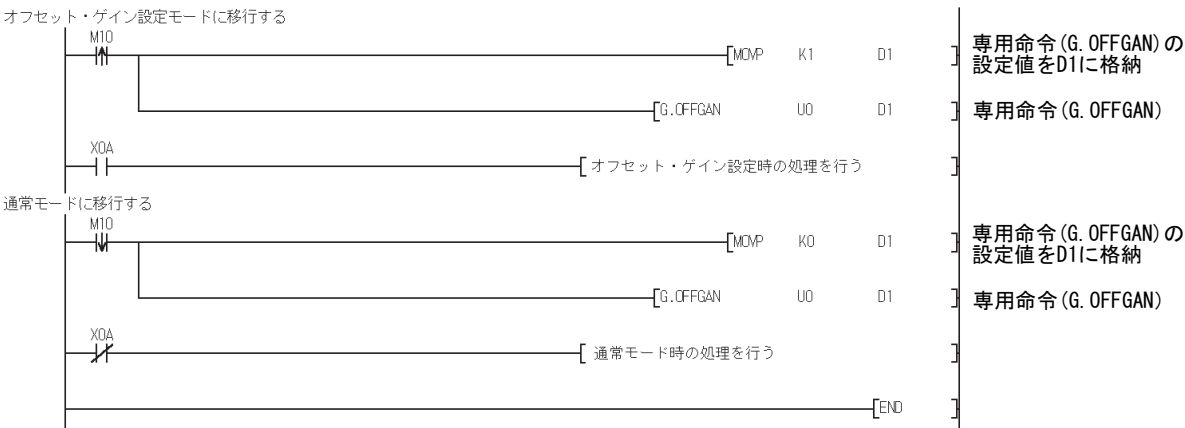 オフセット・ゲイン設定モードに移行する
M10
[MOVP K1 D1 ]
専用命令(G.OFFGAN)の
設定値をD1に格納
[G.OFFGAN U0 D1 ]
専用命令(G.OFFGAN)
X0A
[オフセット・ゲイン設定時の処理を行う ]
通常モードに移行する
M10
[MOVP K0 D1 ]
専用命令(G.OFFGAN)の
設定値をD1に格納
[G.OFFGAN U0 D1 ]
専用命令(G.OFFGAN)
X0A
[通常モード時の処理を行う ]
[END ]